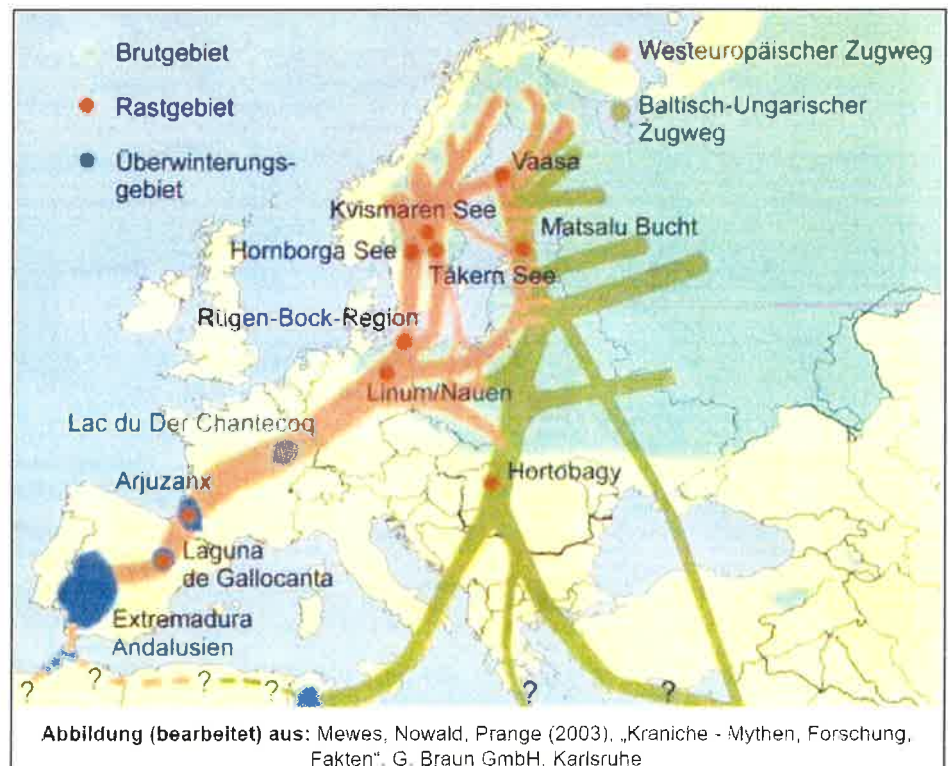 Brutgebiet
Rastgebiet
Überwinterungs-
gebiet
Westeuropäischer Zugweg
Baltisch-Ungarischer
Zugweg
Vaasa
Kvismaren See
Matsalu Bucht
Hornborga See
Tåkern See
Rügen-Bock-Region
Linum/Nauen
Lac du Der Chantecoq
Hortobagy
Arjuzanx
Laguna
de Gallocanta
Extremadura
Andalusien
? ? ? ? ? ?
Abbildung (bearbeitet) aus: Mewes, Nowald, Prange (2003), „Kraniche - Mythen, Forschung,
Fakten“, G. Braun GmbH, Karlsruhe